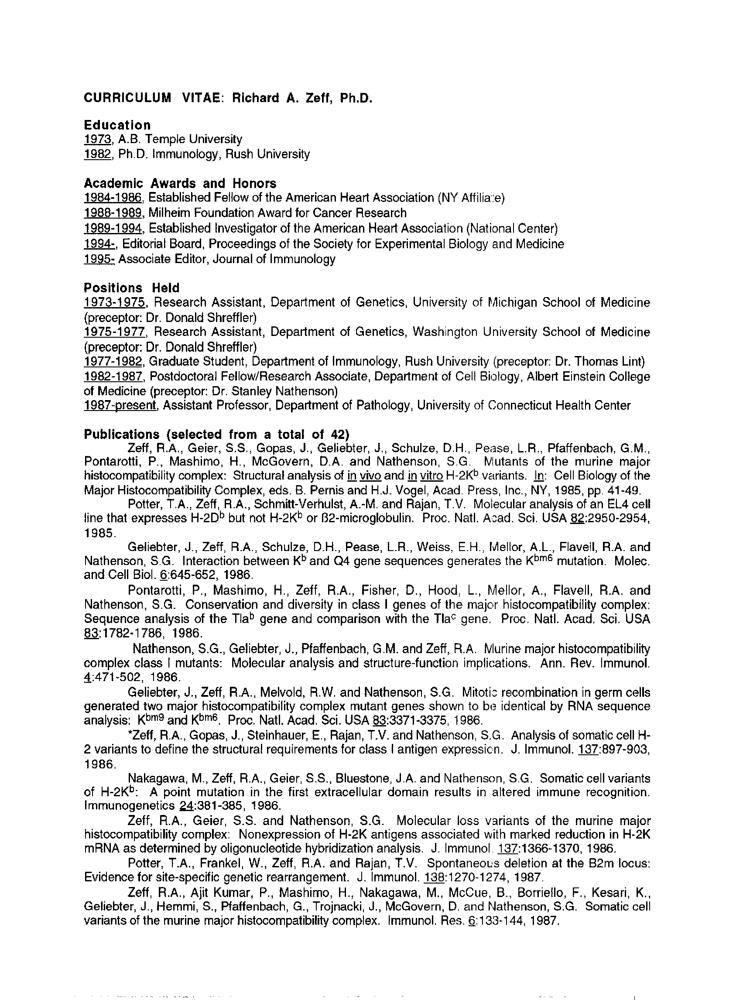 CURRICULUM VITAE: Richard A. Zeff, Ph.D.
Education
1973, A.B. Temple University
1982, Ph.D. Immunology, Rush University
Academic Awards and Honors
1984-1986, Established Fellow of the American Heart Association (NY Affiliate)
1988-1989, Milheim Foundation Award for Cancer Research
1989-1994, Established Investigator of the American Heart Association (National Center)
1994-, Editorial Board, Proceedings of the Society for Experimental Biology and Medicine
1995- Associate Editor, Journal of Immunology
Positions Held
1973-1975, Research Assistant, Department of Genetics, University of Michigan School of Medicine
(preceptor: Dr. Donald Shreffler)
1975-1977, Research Assistant, Department of Genetics, Washington University School of Medicine
(preceptor: Dr. Donald Shreffler)
1977-1982, Graduate Student, Department of Immunology, Rush University (preceptor: Dr. Thomas Lint)
1982-1987, Postdoctoral Fellow/Research Associate, Department of Cell Biology, Albert Einstein College
of Medicine (preceptor: Dr. Stanley Nathenson)
1987-present, Assistant Professor, Department of Pathology, University of Connecticut Health Center
Publications (selected from a total of 42)
Zeff, R.A., Geier, S.S., Gopas, J., Geliebter, J., Schulze, D.H., Pease, L.R., Pfaffenbach, G.M.,
Pontarotti, P., Mashimo, H., McGovern, D.A. and Nathenson, S.G. Mutants of the murine major
histocompatibility complex: Structural analysis of in vivo and in vitro H-2Kb variants. In: Cell Biology of the
Major Histocompatibility Complex, eds. B. Pernis and H.J. Vogel, Acad. Press, Inc., NY, 1985, pp. 41-49.
Potter, T.A., Zeff, R.A., Schmitt-Verhulst, A.-M. and Rajan, T.V. Molecular analysis of an EL4 cell
line that expresses H-2Db but not H-2Kb or ß2-microglobulin. Proc. Natl. Acad. Sci. USA 82:2950-2954,
1985.
Geliebter, J., Zeff, R.A., Schulze, D.H., Pease, L.R., Weiss, E.H., Mellor, A.L., Flavell, R.A. and
Nathenson, S.G. Interaction between Kb and Q4 gene sequences generates the Kbm6 mutation. Molec.
and Cell Biol. 6:645-652, 1986.
Pontarotti, P., Mashimo, H., Zeff, R.A., Fisher, D., Hood, L., Mellor, A., Flavell, R.A. and
Nathenson, S.G. Conservation and diversity in class I genes of the major histocompatibility complex:
Sequence analysis of the Tlab gene and comparison with the Tlac gene. Proc. Natl. Acad. Sci. USA
83:1782-1786, 1986.
Nathenson, S.G., Geliebter, J., Pfaffenbach, G.M. and Zeff, R.A. Murine major histocompatibility
complex class I mutants: Molecular analysis and structure-function implications. Ann. Rev. Immunol.
4:471-502, 1986.
Geliebter, J., Zeff, R.A., Melvold, R.W. and Nathenson, S.G. Mitotic recombination in germ cells
generated two major histocompatibility complex mutant genes shown to be identical by RNA sequence
analysis: Kbm9 and Kbm6. Proc. Natl. Acad. Sci. USA 83:3371-3375, 1986.
*Zeff, R.A., Gopas, J., Steinhauer, E., Rajan, T.V. and Nathenson, S.G. Analysis of somatic cell H-
2 variants to define the structural requirements for class I antigen expression. J. Immunol. 137:897-903,
1986.
Nakagawa, M., Zeff, R.A., Geier, S.S., Bluestone, J.A. and Nathenson, S.G. Somatic cell variants
of H-2Kb: A point mutation in the first extracellular domain results in altered immune recognition.
Immunogenetics 24:381-385, 1986.
Zeff, R.A., Geier, S.S. and Nathenson, S.G. Molecular loss variants of the murine major
histocompatibility complex: Nonexpression of H-2K antigens associated with marked reduction in H-2K
mRNA as determined by oligonucleotide hybridization analysis. J. Immunol. 137:1366-1370, 1986.
Potter, T.A., Frankel, W., Zeff, R.A. and Rajan, T.V. Spontaneous deletion at the B2m locus:
Evidence for site-specific genetic rearrangement. J. Immunol. 138:1270-1274, 1987.
Zeff, R.A., Ajit Kumar, P., Mashimo, H., Nakagawa, M., McCue, B., Borriello, F., Kesari, K.,
Geliebter, J., Hemmi, S., Pfaffenbach, G., Trojnacki, J., McGovern, D. and Nathenson, S.G. Somatic cell
variants of the murine major histocompatibility complex. Immunol. Res. 6:133-144, 1987.